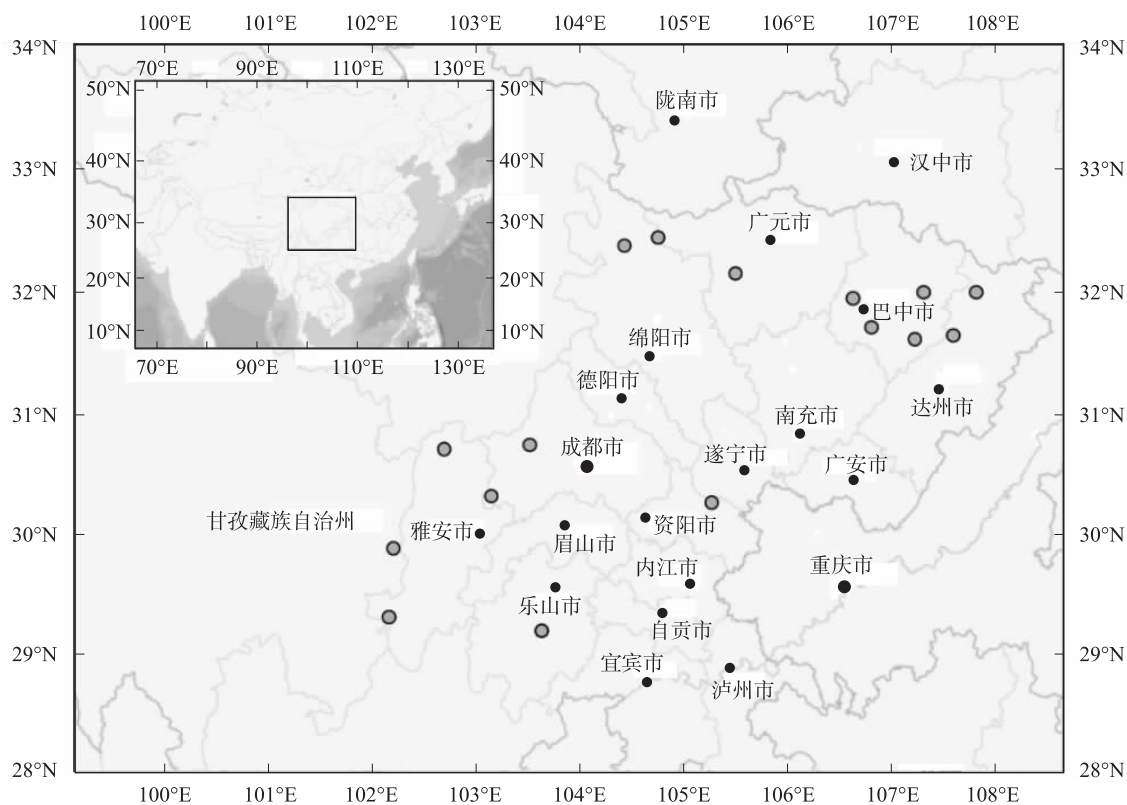 100°E 101°E 102°E 103°E 104°E 105°E 106°E 107°E 108°E
34°N 34°N
70°E 90°E 110°E 130°E
50°N 50°N
陇南市
40°N 40°N
33°N 汉中市 33°N
30°N 30°N
广元市
20°N 20°N
32°N 32°N
巴中市
10°N 10°N
绵阳市
70°E 90°E 110°E 130°E
德阳市
达州市
31°N 南充市 31°N
成都市
遂宁市
广安市
甘孜藏族自治州
雅安市 资阳市
30°N 30°N
眉山市
内江市 重庆市
乐山市
自贡市
29°N 宜宾市 29°N
泸州市
28°N 28°N
100°E 101°E 102°E 103°E 104°E 105°E 106°E 107°E 108°E